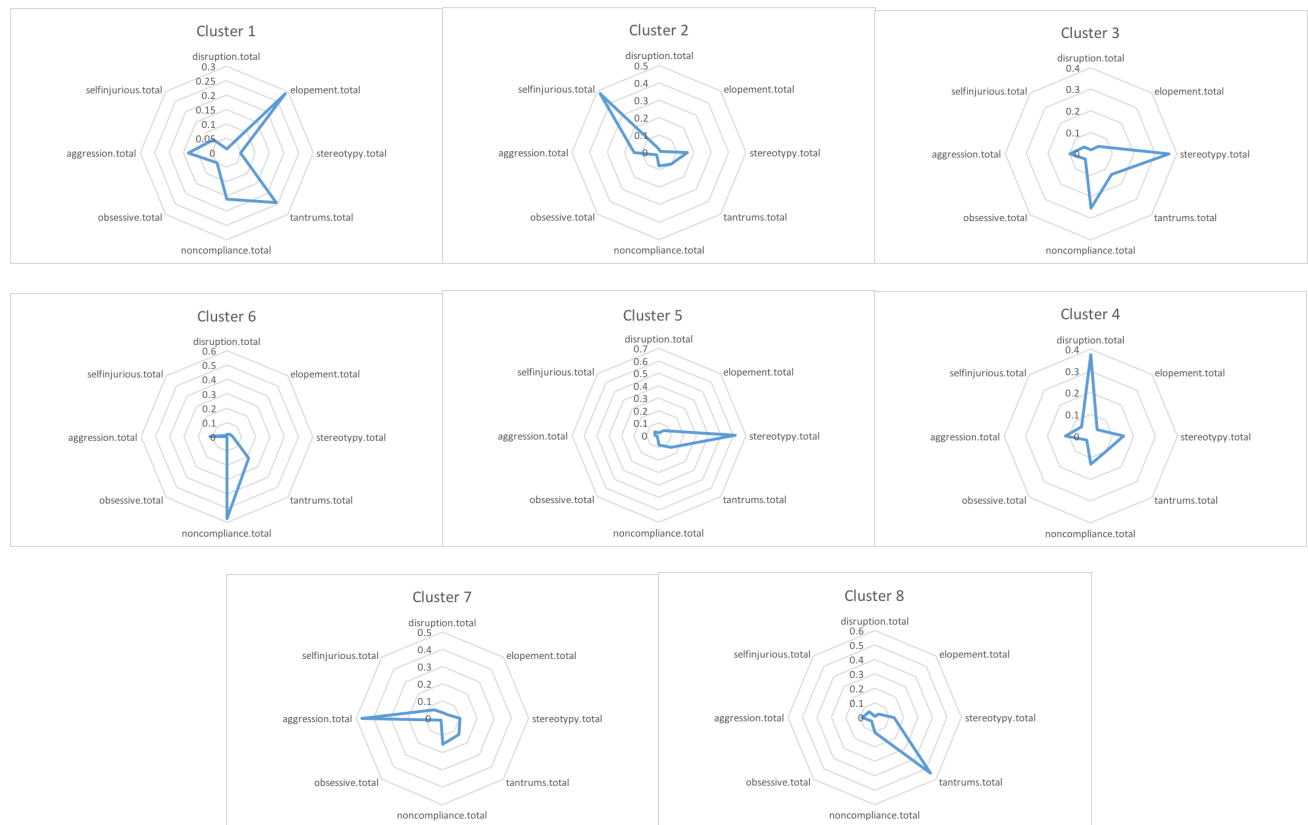 Cluster 1
disruption.total
0.3
0.25
0.2
0.15
0.1
0.05
0
elopement.total
stereotypy.total
tantrums.total
noncompliance.total
obsessive.total
aggression.total
selfinjurious.total
Cluster 2
disruption.total
0.5
0.4
0.3
0.2
0.1
0
elopement.total
stereotypy.total
tantrums.total
noncompliance.total
obsessive.total
aggression.total
selfinjurious.total
Cluster 3
disruption.total
0.4
0.3
0.2
0.1
0
elopement.total
stereotypy.total
tantrums.total
noncompliance.total
obsessive.total
aggression.total
selfinjurious.total
Cluster 6
disruption.total
0.6
0.5
0.4
0.3
0.2
0.1
0
elopement.total
stereotypy.total
tantrums.total
noncompliance.total
obsessive.total
aggression.total
selfinjurious.total
Cluster 5
disruption.total
0.7
0.6
0.5
0.4
0.3
0.2
0.1
0
elopement.total
stereotypy.total
tantrums.total
noncompliance.total
obsessive.total
aggression.total
selfinjurious.total
Cluster 4
disruption.total
0.4
0.3
0.2
0.1
0
elopement.total
stereotypy.total
tantrums.total
noncompliance.total
obsessive.total
aggression.total
selfinjurious.total
Cluster 7
disruption.total
0.5
0.4
0.3
0.2
0.1
0
elopement.total
stereotypy.total
tantrums.total
noncompliance.total
obsessive.total
aggression.total
selfinjurious.total
Cluster 8
disruption.total
0.6
0.5
0.4
0.3
0.2
0.1
0
elopement.total
stereotypy.total
tantrums.total
noncompliance.total
obsessive.total
aggression.total
selfinjurious.total